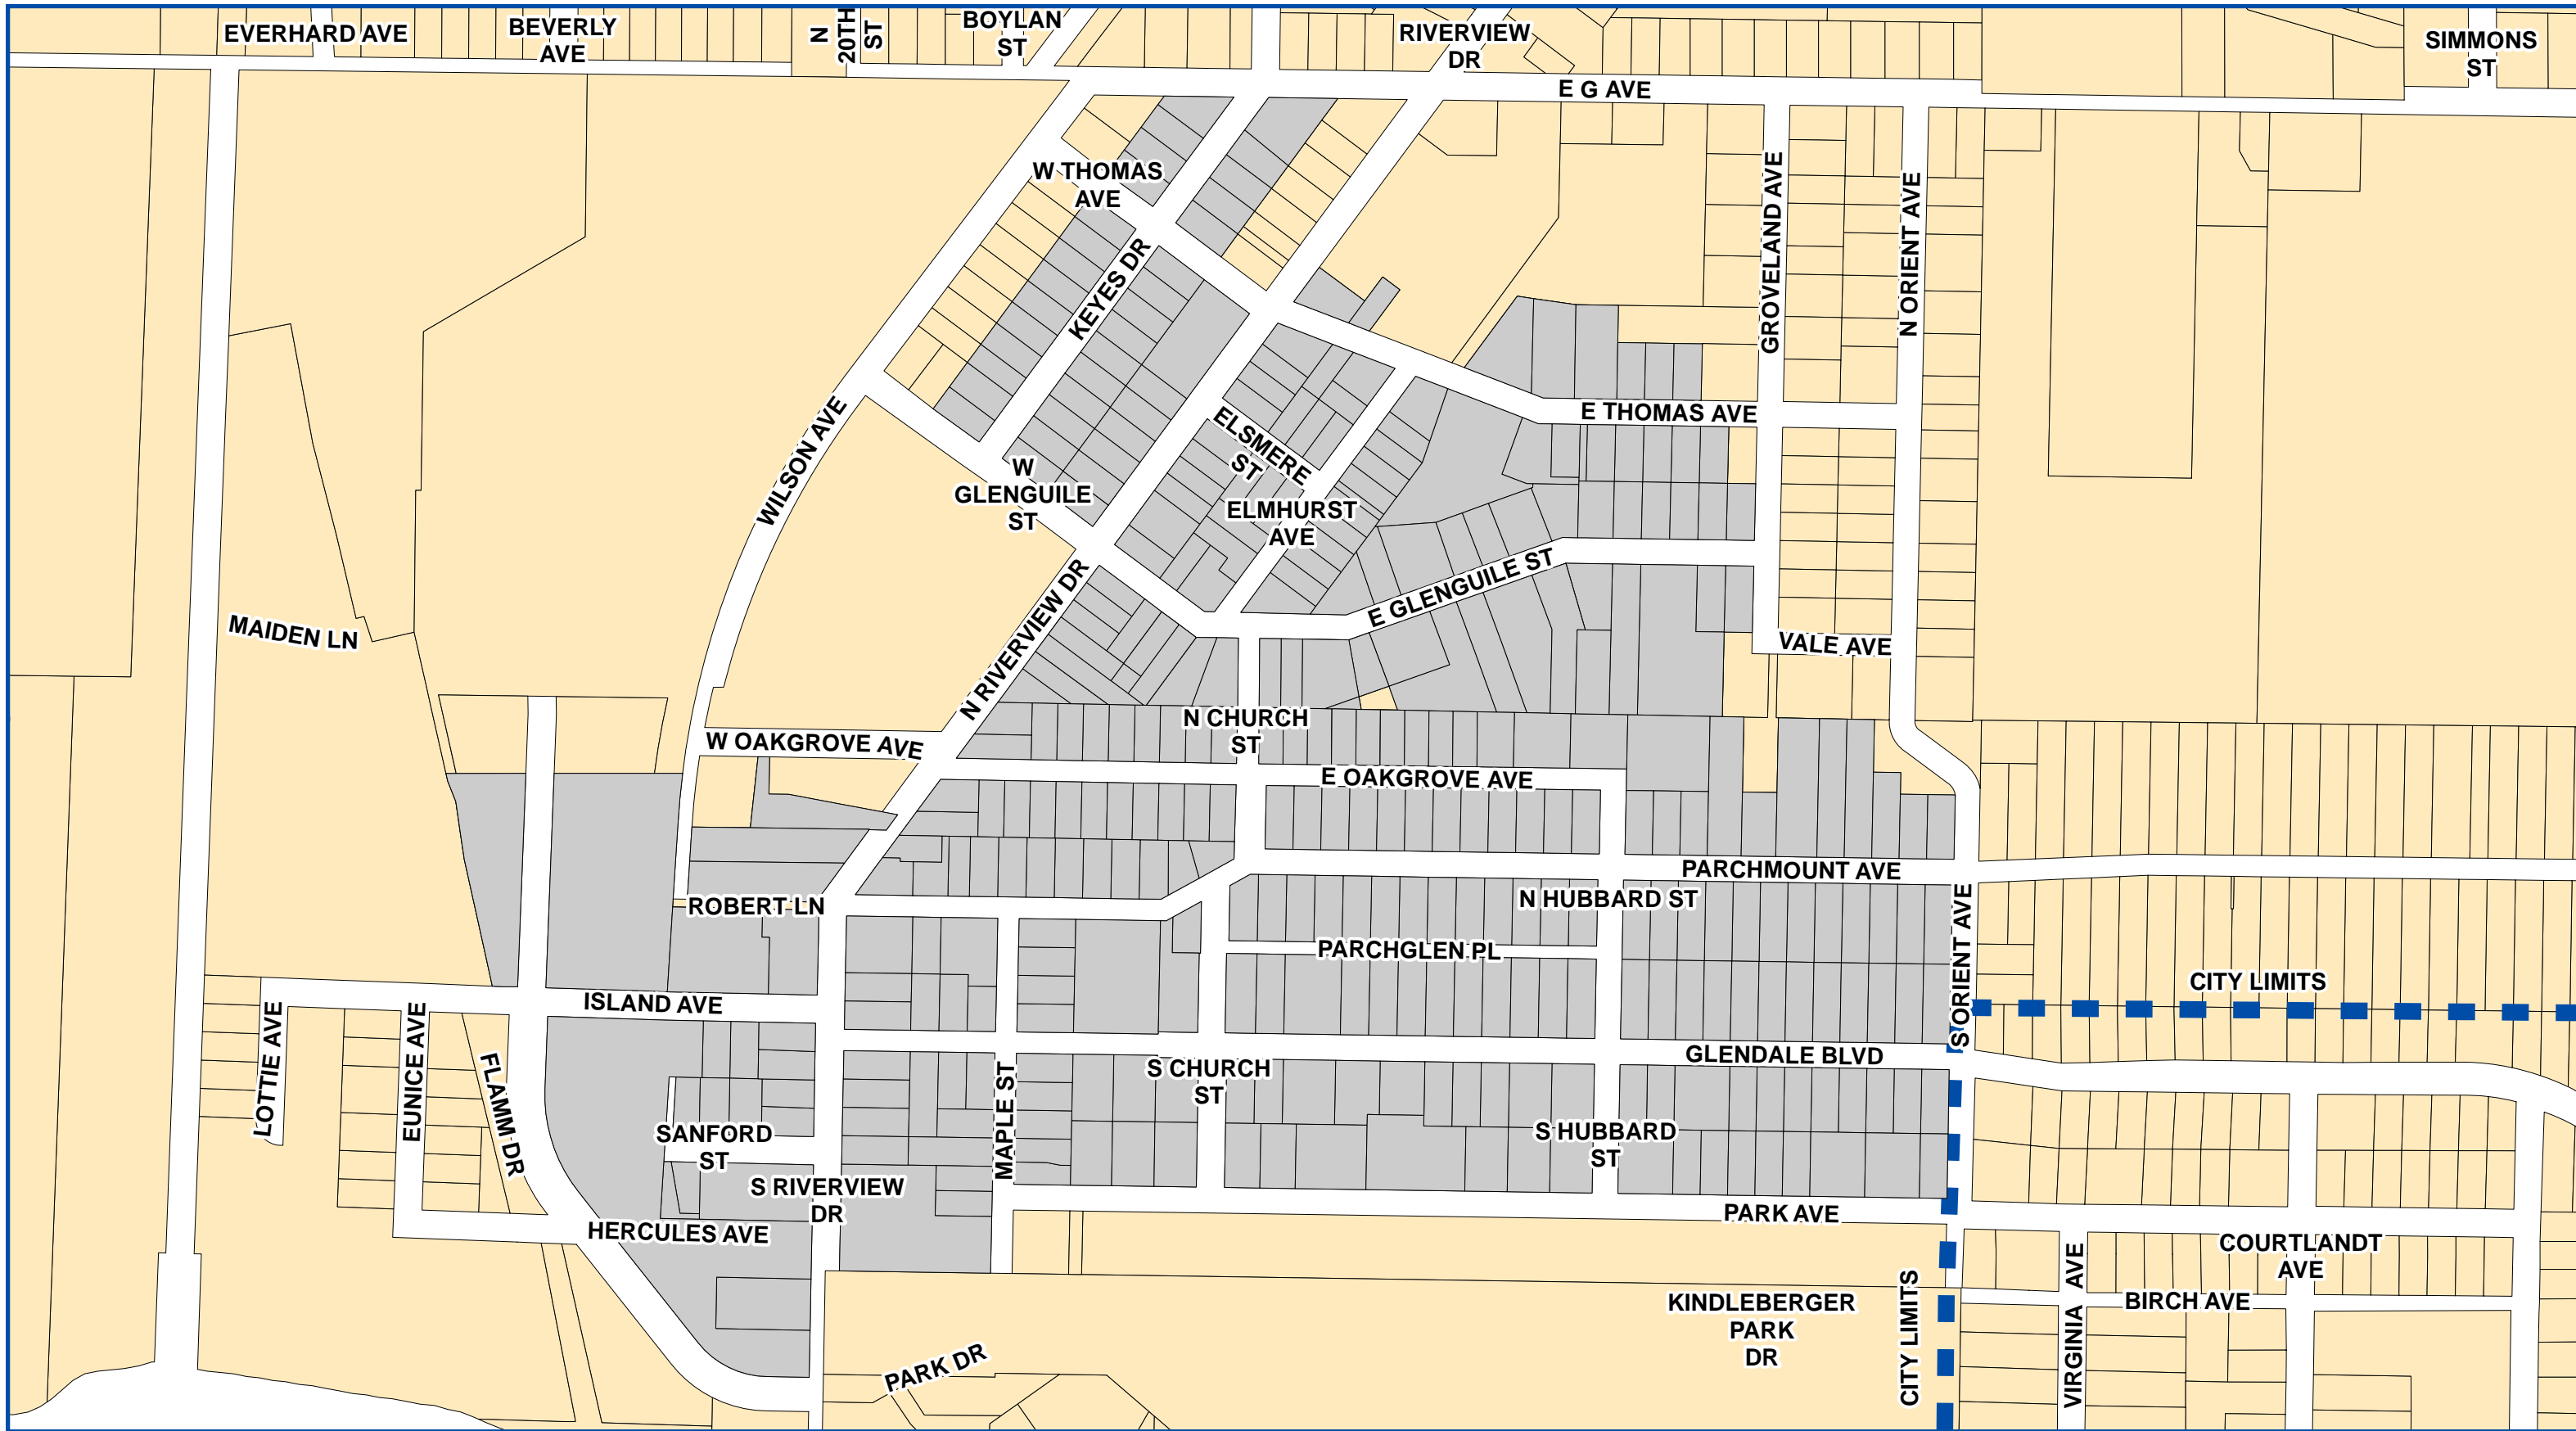 EVERHARD AVE
BEVERLY
AVE
N
20TH
ST
BOYLAN
ST
RIVERVIEW
DR
SIMMONS
ST
E G AVE
W THOMAS
AVE
KEYES DR
GROVELAND AVE
N ORIENT AVE
WILSON AVE
ELSMERE
ST
E THOMAS AVE
W
GLENGUILE
ST
ELMHURST
AVE
E GLENGUILE ST
MAIDEN LN
N RIVERVIEW DR
VALE AVE
W OAKGROVE AVE
N CHURCH
ST
E OAKGROVE AVE
PARCHMOUNT AVE
ROBERT LN
N HUBBARD ST
PARCHGLEN PL
S ORIENT AVE
CITY LIMITS
ISLAND AVE
LOTTIE AVE
EUNICE AVE
FLAMM DR
GLENDALE BLVD
S CHURCH
ST
MAPLE ST
SANFORD
ST
S HUBBARD
ST
S RIVERVIEW
DR
HERCULES AVE
PARK AVE
COURTLANDT
AVE
VIRGINIA AVE
BIRCH AVE
KINDLEBERGER
PARK
DR
CITY LIMITS
PARK DR